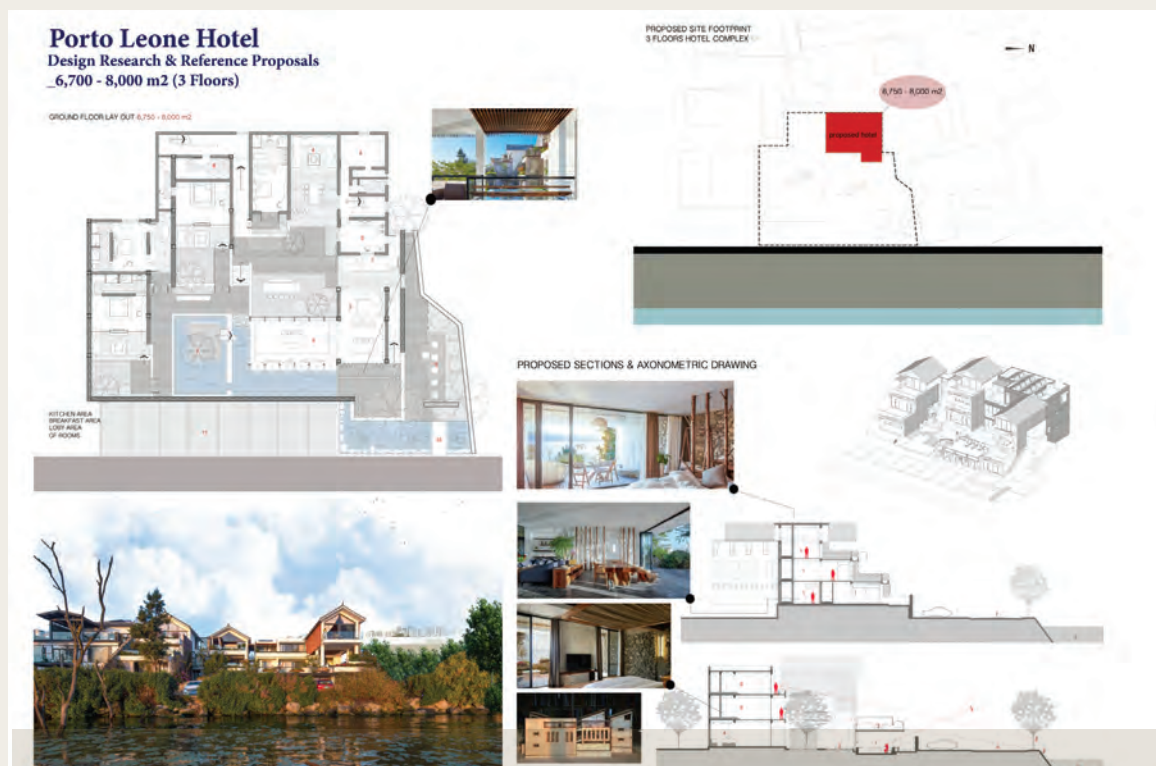 Porto Leone Hotel
Design Research & Reference Proposals
_6,700 - 8,000 m2 (3 Floors)
GROUND FLOOR LAY OUT 6,750 - 8,000 m2
KITCHEN AREA
BREAKFAST AREA
LOBY AREA
OF ROOMS
PROPOSED SITE FOOTPRINT
3 FLOORS HOTEL COMPLEX
N
6,750 - 8,000 m2
proposed hotel
PROPOSED SECTIONS & AXONOMETRIC DRAWING